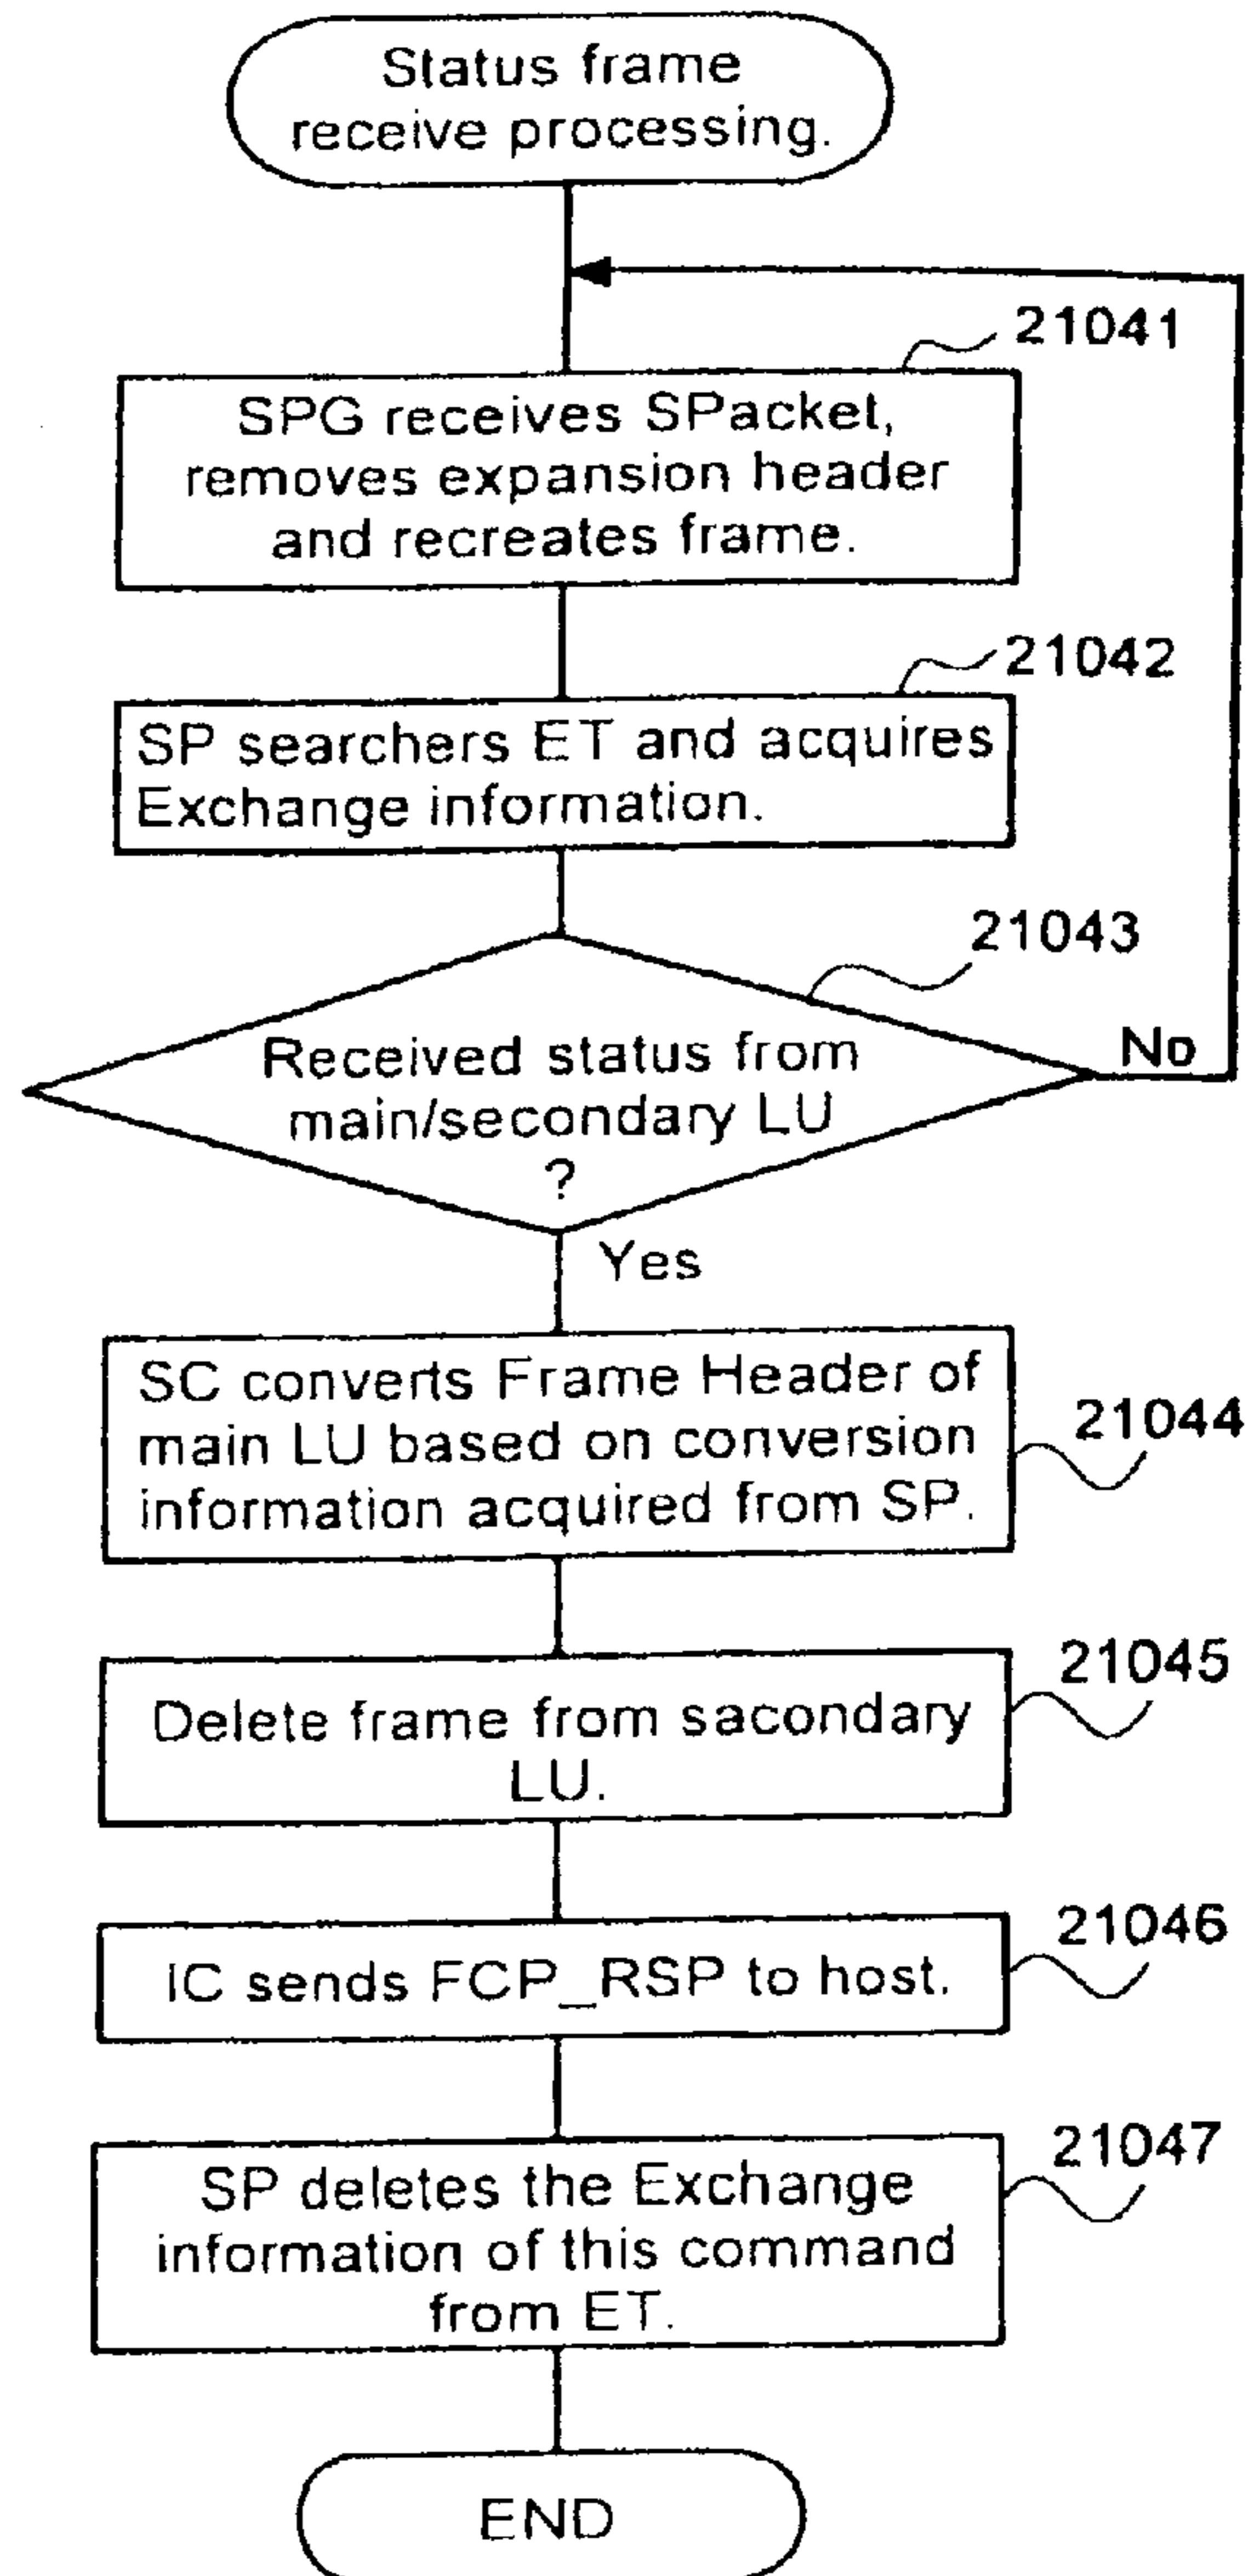 Status frame
receive processing.
21041
SPG receives SPacket,
removes expansion header
and recreates frame.
21042
SP searchers ET and acquires
Exchange information.
21043
Received status from
main/secondary LU
?
No
Yes
SC converts Frame Header of
main LU based on conversion
information acquired from SP.
21044
Delete frame from sacondary
LU.
21045
IC sends FCP_RSP to host.
21046
SP deletes the Exchange
information of this command
from ET.
21047
END